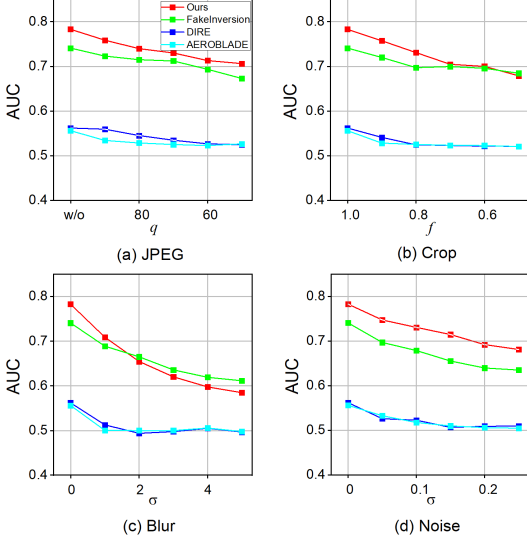 Ours
FakeInversion
DIRE
AEROBLADE
AUC
0.8
0.7
0.6
0.5
0.4
w/o 80 60
q
(a) JPEG
AUC
0.8
0.7
0.6
0.5
0.4
1.0 0.8 0.6
f
(b) Crop
AUC
0.8
0.7
0.6
0.5
0.4
0 2 4
σ
(c) Blur
AUC
0.8
0.7
0.6
0.5
0.4
0 0.1 0.2
σ
(d) Noise